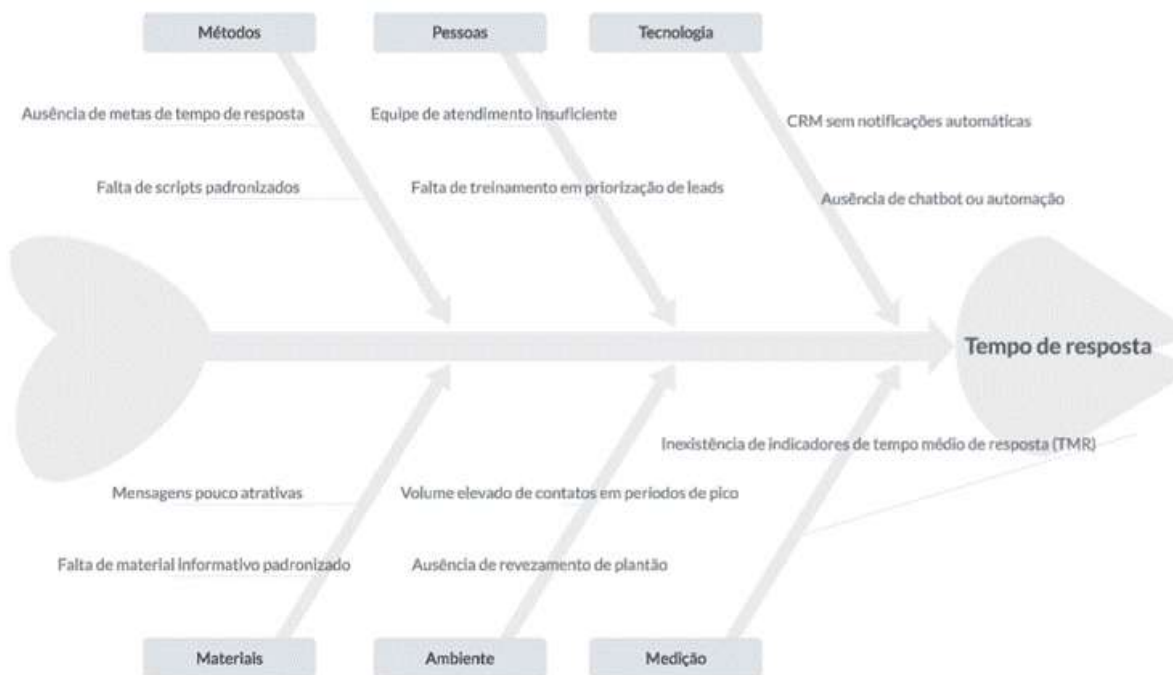 Métodos
Pessoas
Tecnologia
Ausência de metas de tempo de resposta
Equipe de atendimento insuficiente
CRM sem notificações automáticas
Falta de scripts padronizados
Falta de treinamento em priorização de leads
Ausência de chatbot ou automação
Tempo de resposta
Inexistência de indicadores de tempo médio de resposta (TMR)
Mensagens pouco atrativas
Volume elevado de contatos em períodos de pico
Falta de material informativo padronizado
Ausência de revezamento de plantão
Materiais
Ambiente
Medição